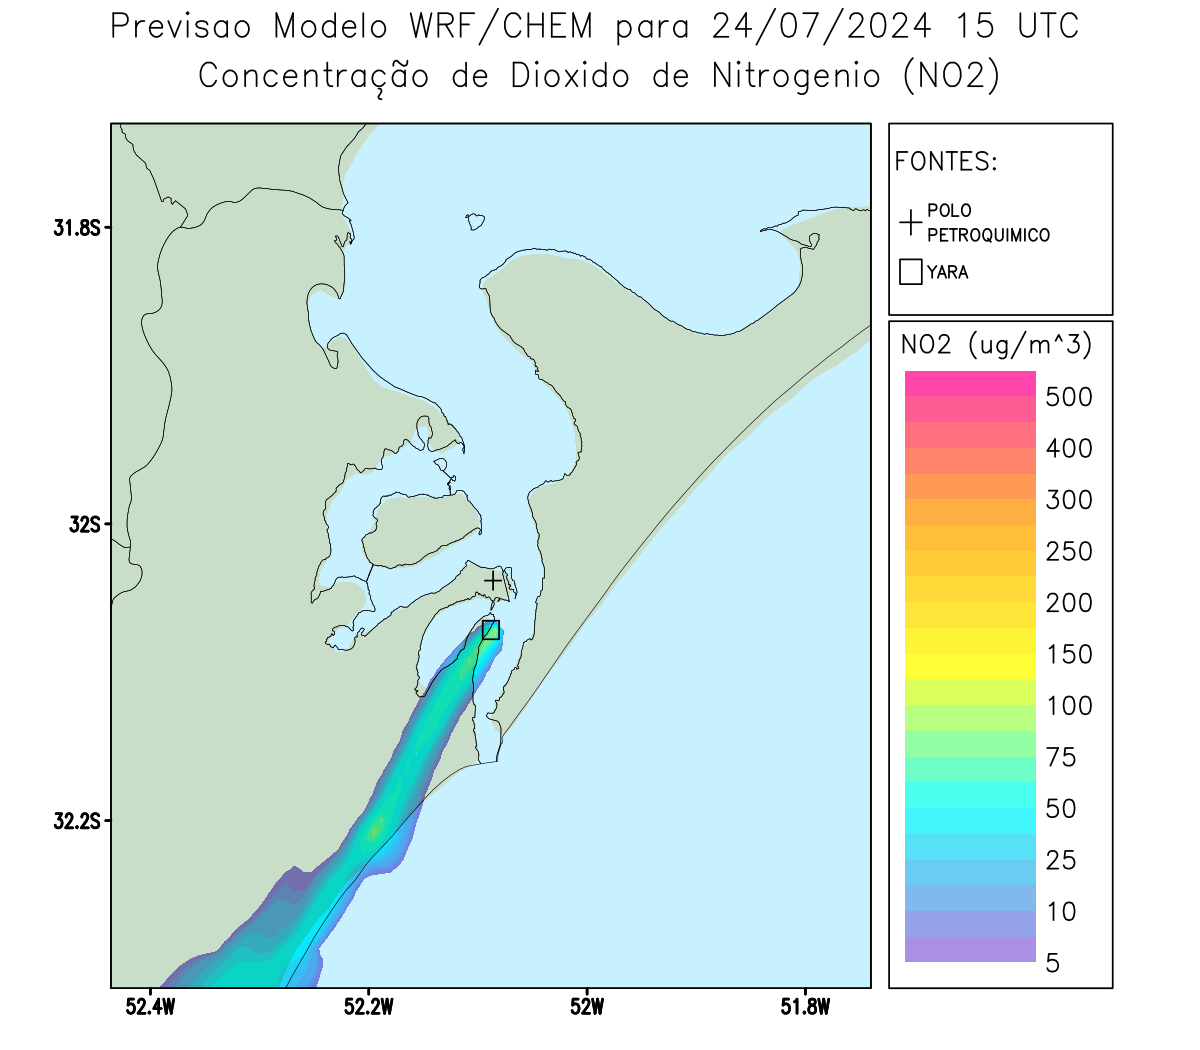 Previsao Modelo WRF/CHEM para 24/07/2024 15 UTC
Concentração de Dioxido de Nitrogenio (NO2)
FONTES:
POLO
PETROQUIMICO
YARA
NO2 (ug/m^3)
500
400
300
250
200
150
100
75
50
25
10
5
31.8S
32S
32.2S
52.4W
52.2W
52W
51.8W